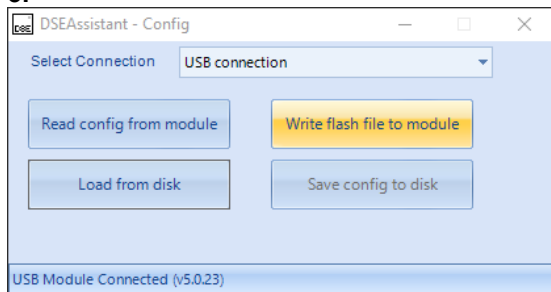 DSE DSEAssistant - Config
Select Connection USB connection
Read config from module Write flash file to module
Load from disk Save config to disk
USB Module Connected (v5.0.23)